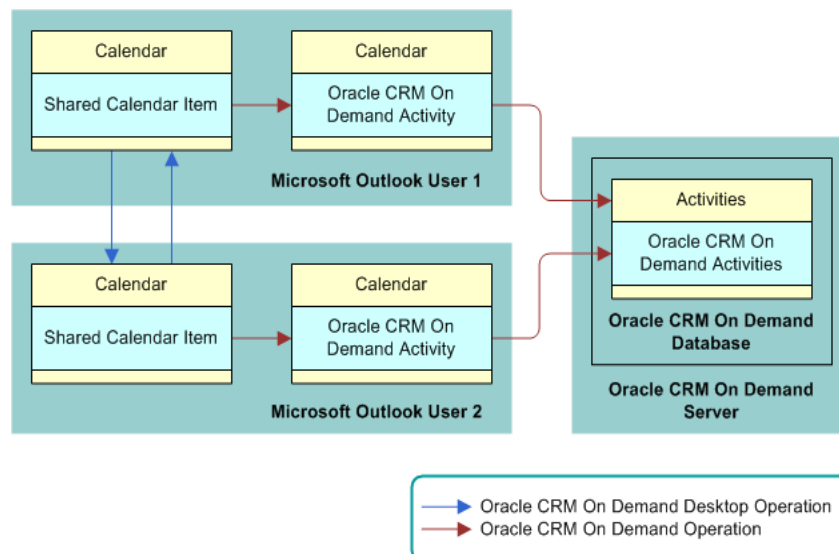 Calendar
Shared Calendar Item
Calendar
Oracle CRM On
Demand Activity
Microsoft Outlook User 1
Calendar
Shared Calendar Item
Calendar
Oracle CRM On
Demand Activity
Microsoft Outlook User 2
Activities
Oracle CRM On
Demand Activities
Oracle CRM On Demand
Database
Oracle CRM On Demand
Server
Oracle CRM On Demand Desktop Operation
Oracle CRM On Demand Operation